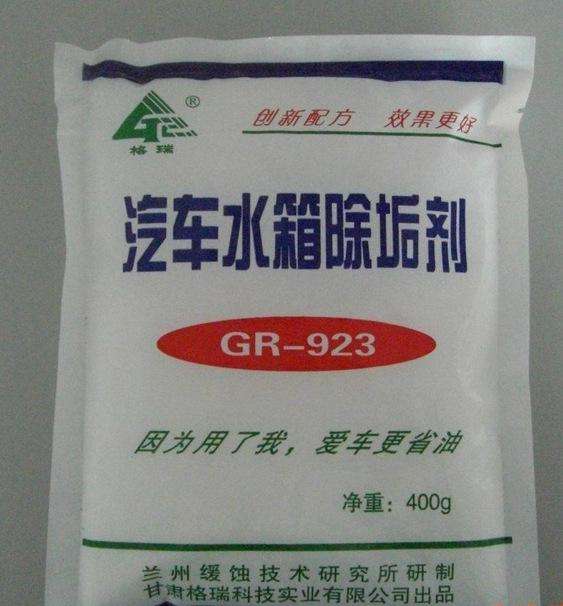 ®
格瑞
创新配方 效果更好
汽车水箱除垢剂
GR-923
因为用了我，爱车更省油
净重：400g
兰州缓蚀技术研究所研制
甘肃格瑞科技实业有限公司出品